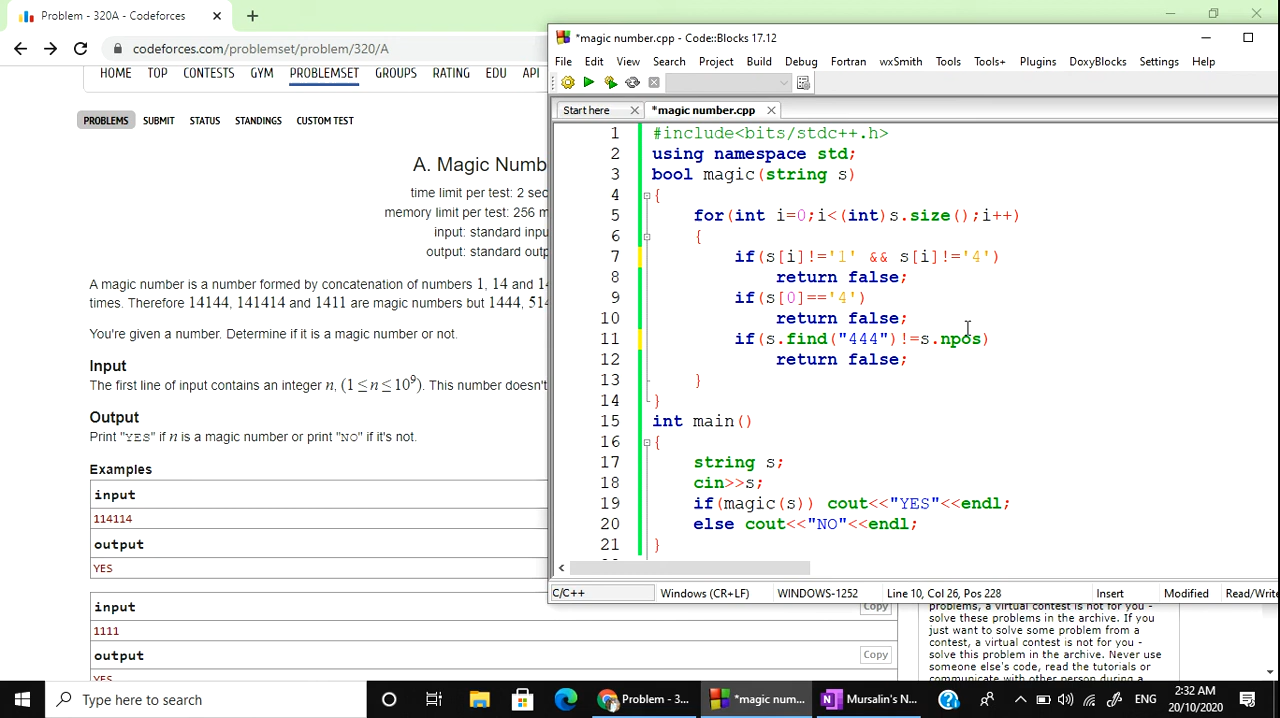 Problem - 320A - Codeforces
codeforces.com/problemset/problem/320/A
HOME TOP CONTESTS GYM PROBLEMSET GROUPS RATING EDU API
PROBLEMS SUBMIT STATUS STANDINGS CUSTOM TEST
A. Magic Numb
time limit per test: 2 sec
memory limit per test: 256 m
input: standard inpu
output: standard outp
A magic number is a number formed by concatenation of numbers 1, 14 and 14
times. Therefore 14144, 141414 and 1411 are magic numbers but 1444, 514
You're given a number. Determine if it is a magic number or not.
Input
The first line of input contains an integer n, (1 ≤ n ≤ 10⁹). This number doesn't
Output
Print "YES" if n is a magic number or print "NO" if it's not.
Examples
input
114114
output
YES
input
Copy
1111
output
Copy
YES
*magic number.cpp - Code::Blocks 17.12
File Edit View Search Project Build Debug Fortran wxSmith Tools Tools+ Plugins DoxyBlocks Settings Help
Start here *magic number.cpp
1 #include<bits/stdc++.h>
2 using namespace std;
3 bool magic(string s)
4 {
5 for(int i=0;i<(int)s.size();i++)
6 {
7 if(s[i]!='1' && s[i]!='4')
8 return false;
9 if(s[0]=='4')
10 return false;
11 if(s.find("444")!=s.npos)
12 return false;
13 }
14 }
15 int main()
16 {
17 string s;
18 cin>>s;
19 if(magic(s)) cout<<"YES"<<endl;
20 else cout<<"NO"<<endl;
21 }
C/C++ Windows (CR+LF) WINDOWS-1252 Line 10, Col 26, Pos 228 Insert Modified Read/Write
problems, a virtual contest is not for you -
solve these problems in the archive. If you
just want to solve some problem from a
contest, a virtual contest is not for you -
solve this problem in the archive. Never use
someone else's code, read the tutorials or
communicate with other person during a
Type here to search
Problem - 3...
*magic num...
Mursalin's N...
ENG
2:32 AM
20/10/2020